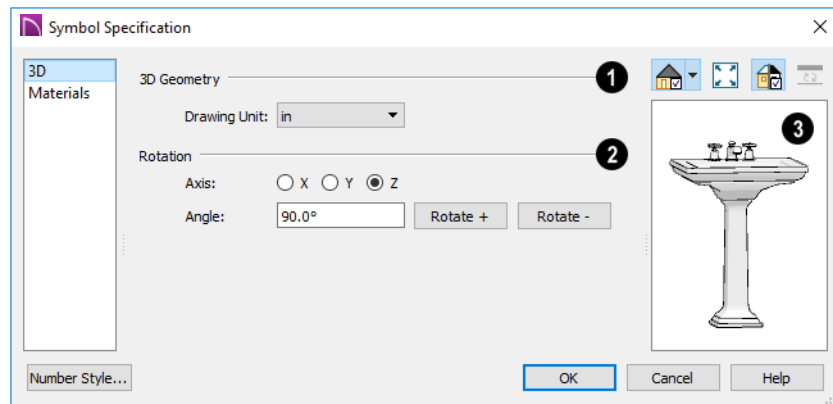 Symbol Specification
3D
Materials
3D Geometry
1
Drawing Unit: in
Rotation
2
Axis: X Y Z
Angle: 90.0° Rotate + Rotate -
3
Number Style... OK Cancel Help